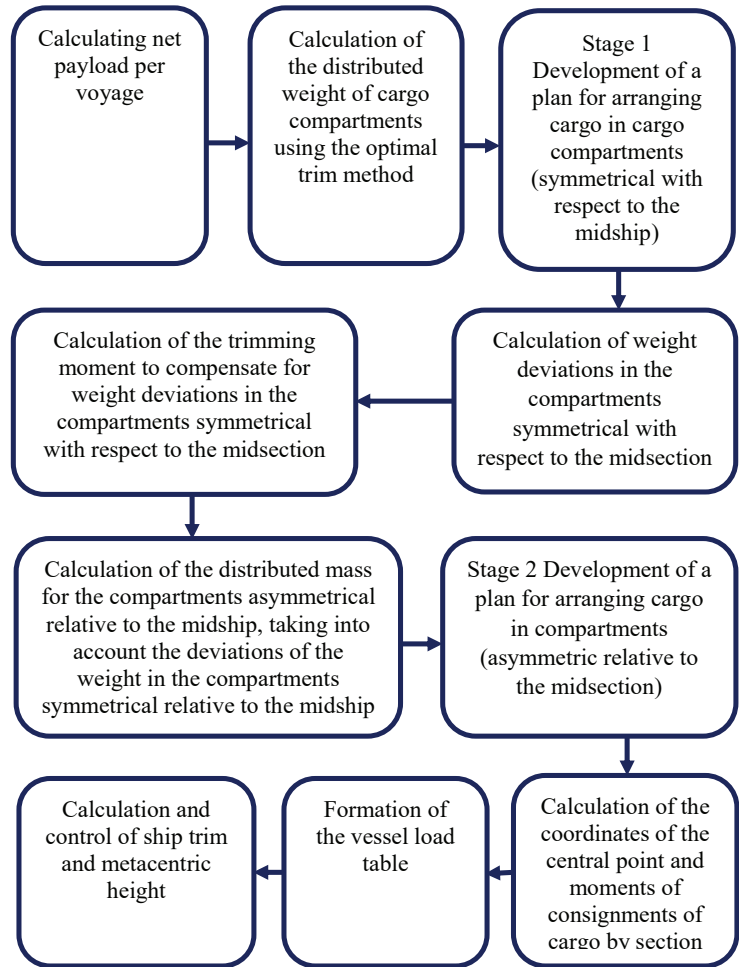 Calculating net
payload per
voyage
Calculation of
the distributed
weight of cargo
compartments
using the optimal
trim method
Stage 1
Development of a
plan for arranging
cargo in cargo
compartments
(symmetrical with
respect to the
midship)
Calculation of weight
deviations in the
compartments
symmetrical with
respect to the midsection
Calculation of the trimming
moment to compensate for
weight deviations in the
compartments symmetrical
with respect to the midsection
Calculation of the distributed mass
for the compartments asymmetrical
relative to the midship, taking into
account the deviations of the
weight in the compartments
symmetrical relative to the midship
Stage 2 Development of a
plan for arranging cargo
in compartments
(asymmetric relative to
the midsection)
Calculation of the
coordinates of the
central point and
moments of
consignments of
cargo by section
Formation of
the vessel load
table
Calculation and
control of ship trim
and metacentric
height